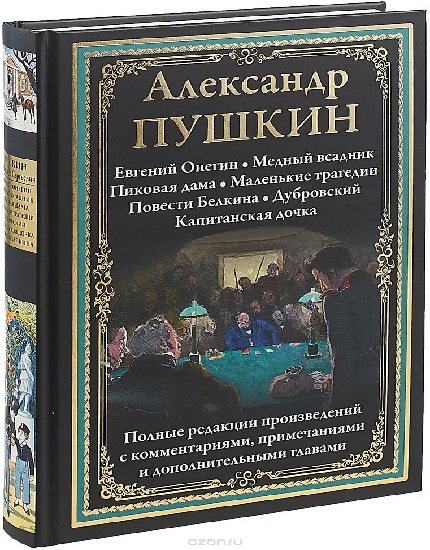 Александр
ПУШКИН
Евгений Онегин • Медный всадник
Пиковая дама • Маленькие трагедии
Повести Белкина • Дубровский
Капитанская дочка
Полные редакции произведений
с комментариями, примечаниями
и дополнительными главами
ozon.ru